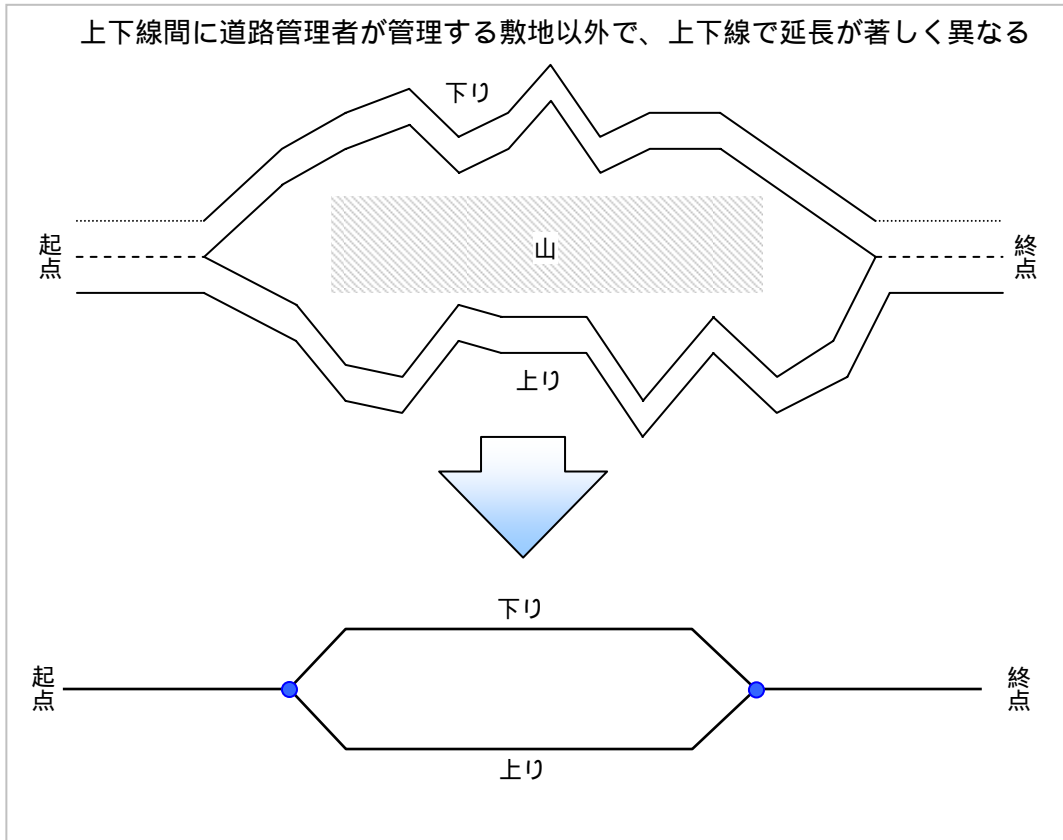 上下線間に道路管理者が管理する敷地以外で、上下線で延長が著しく異なる
下り
起点
山
終点
上り
下り
起点
終点
上り